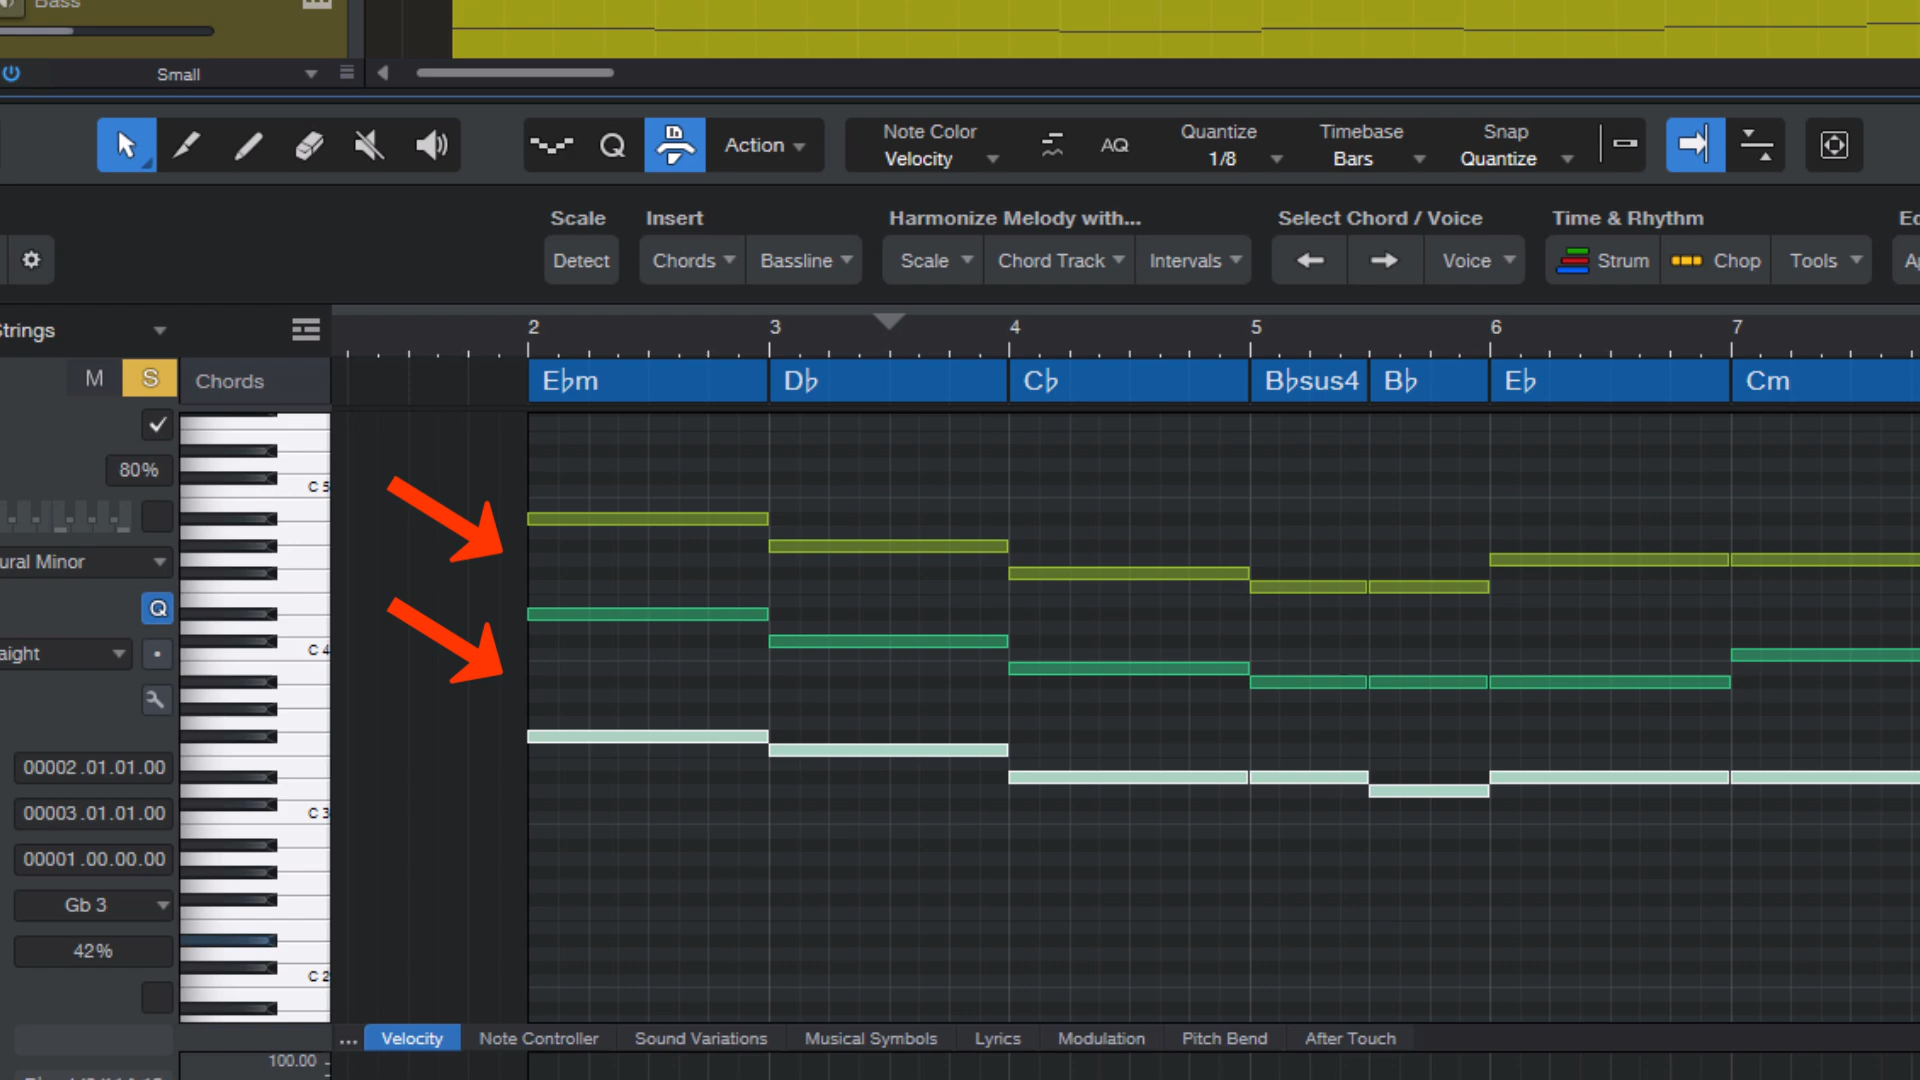 Bass
Small
Action
Note Color
Velocity
AQ
Quantize
1/8
Timebase
Bars
Snap
Quantize
Q
Scale
Insert
Harmonize Melody with...
Select Chord / Voice
Time & Rhythm
Detect
Chords
Bassline
Scale
Chord Track
Intervals
Voice
Strum
Chop
Tools
Strings
2
3
4
5
6
7
M
S
Chords
E♭m
D♭
C♭
B♭sus4
B♭
E♭
Cm
80%
C 5
ural Minor
Q
aight
C 4
00002.01.01.00
00003.01.01.00
C 3
00001.00.00.00
Gb 3
42%
C 2
...
Velocity
Note Controller
Sound Variations
Musical Symbols
Lyrics
Modulation
Pitch Bend
After Touch
100.00